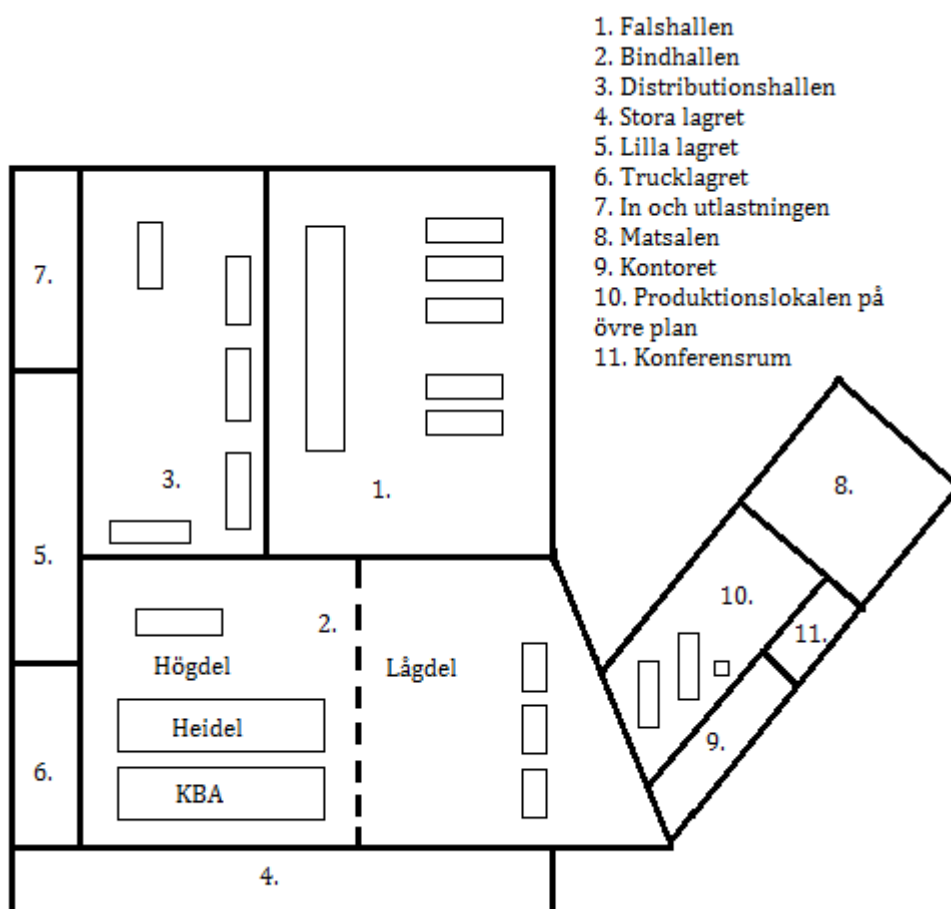 1. Falshallen
2. Bindhallen
3. Distributionshallen
4. Stora lagret
5. Lilla lagret
6. Trucklagret
7. In och utlastningen
8. Matsalen
9. Kontoret
10. Produktionslokalen på
övre plan
11. Konferensrum
7.
3.
1.
8.
5.
10.
2.
11.
Högdel
Lågdel
Heidel
9.
6.
KBA
4.